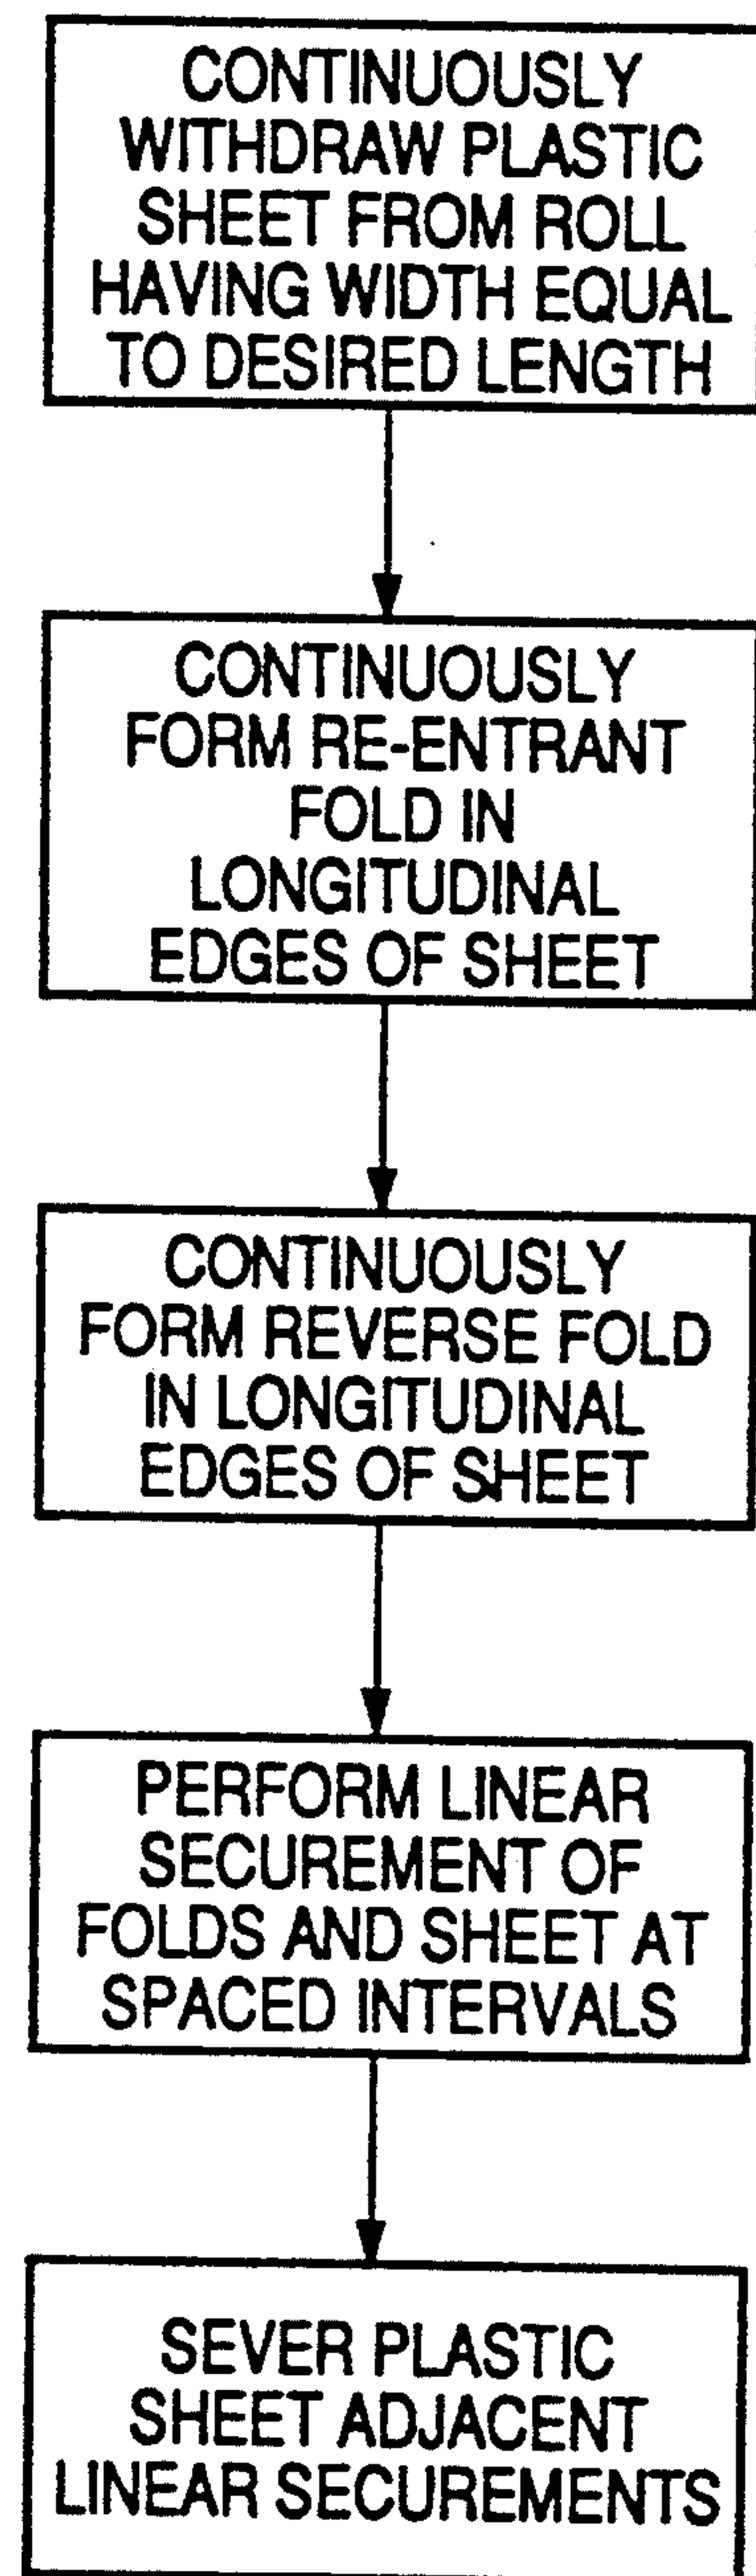 CONTINUOUSLY
WITHDRAW PLASTIC
SHEET FROM ROLL
HAVING WIDTH EQUAL
TO DESIRED LENGTH
CONTINUOUSLY
FORM RE-ENTRANT
FOLD IN
LONGITUDINAL
EDGES OF SHEET
CONTINUOUSLY
FORM REVERSE FOLD
IN LONGITUDINAL
EDGES OF SHEET
PERFORM LINEAR
SECUREMENT OF
FOLDS AND SHEET AT
SPACED INTERVALS
SEVER PLASTIC
SHEET ADJACENT
LINEAR SECUREMENTS